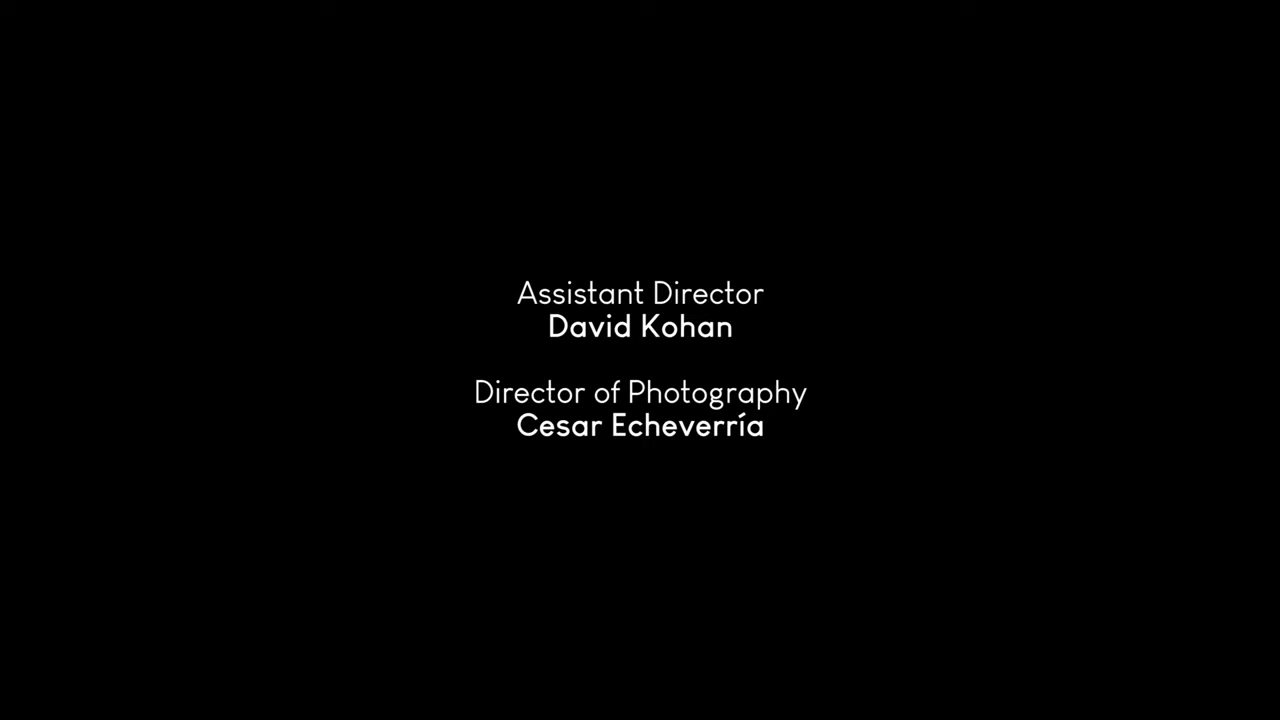 Assistant Director
David Kohan
Director of Photography
Cesar Echeverría